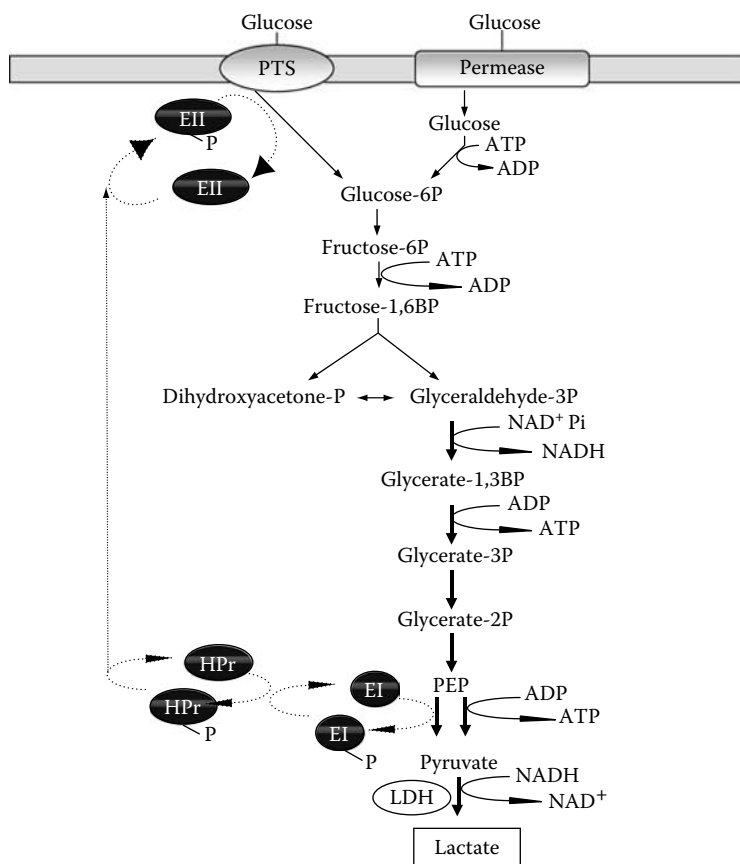 Glucose
Glucose
PTS
Permease
EII
P
EII
Glucose
ATP
ADP
Glucose-6P
Fructose-6P
ATP
ADP
Fructose-1,6BP
Dihydroxyacetone-P
Glyceraldehyde-3P
NAD+ Pi
NADH
Glycerate-1,3BP
ADP
ATP
Glycerate-3P
Glycerate-2P
HPr
HPr
P
EI
EI
P
PEP
ADP
ATP
Pyruvate
NADH
NAD+
LDH
Lactate